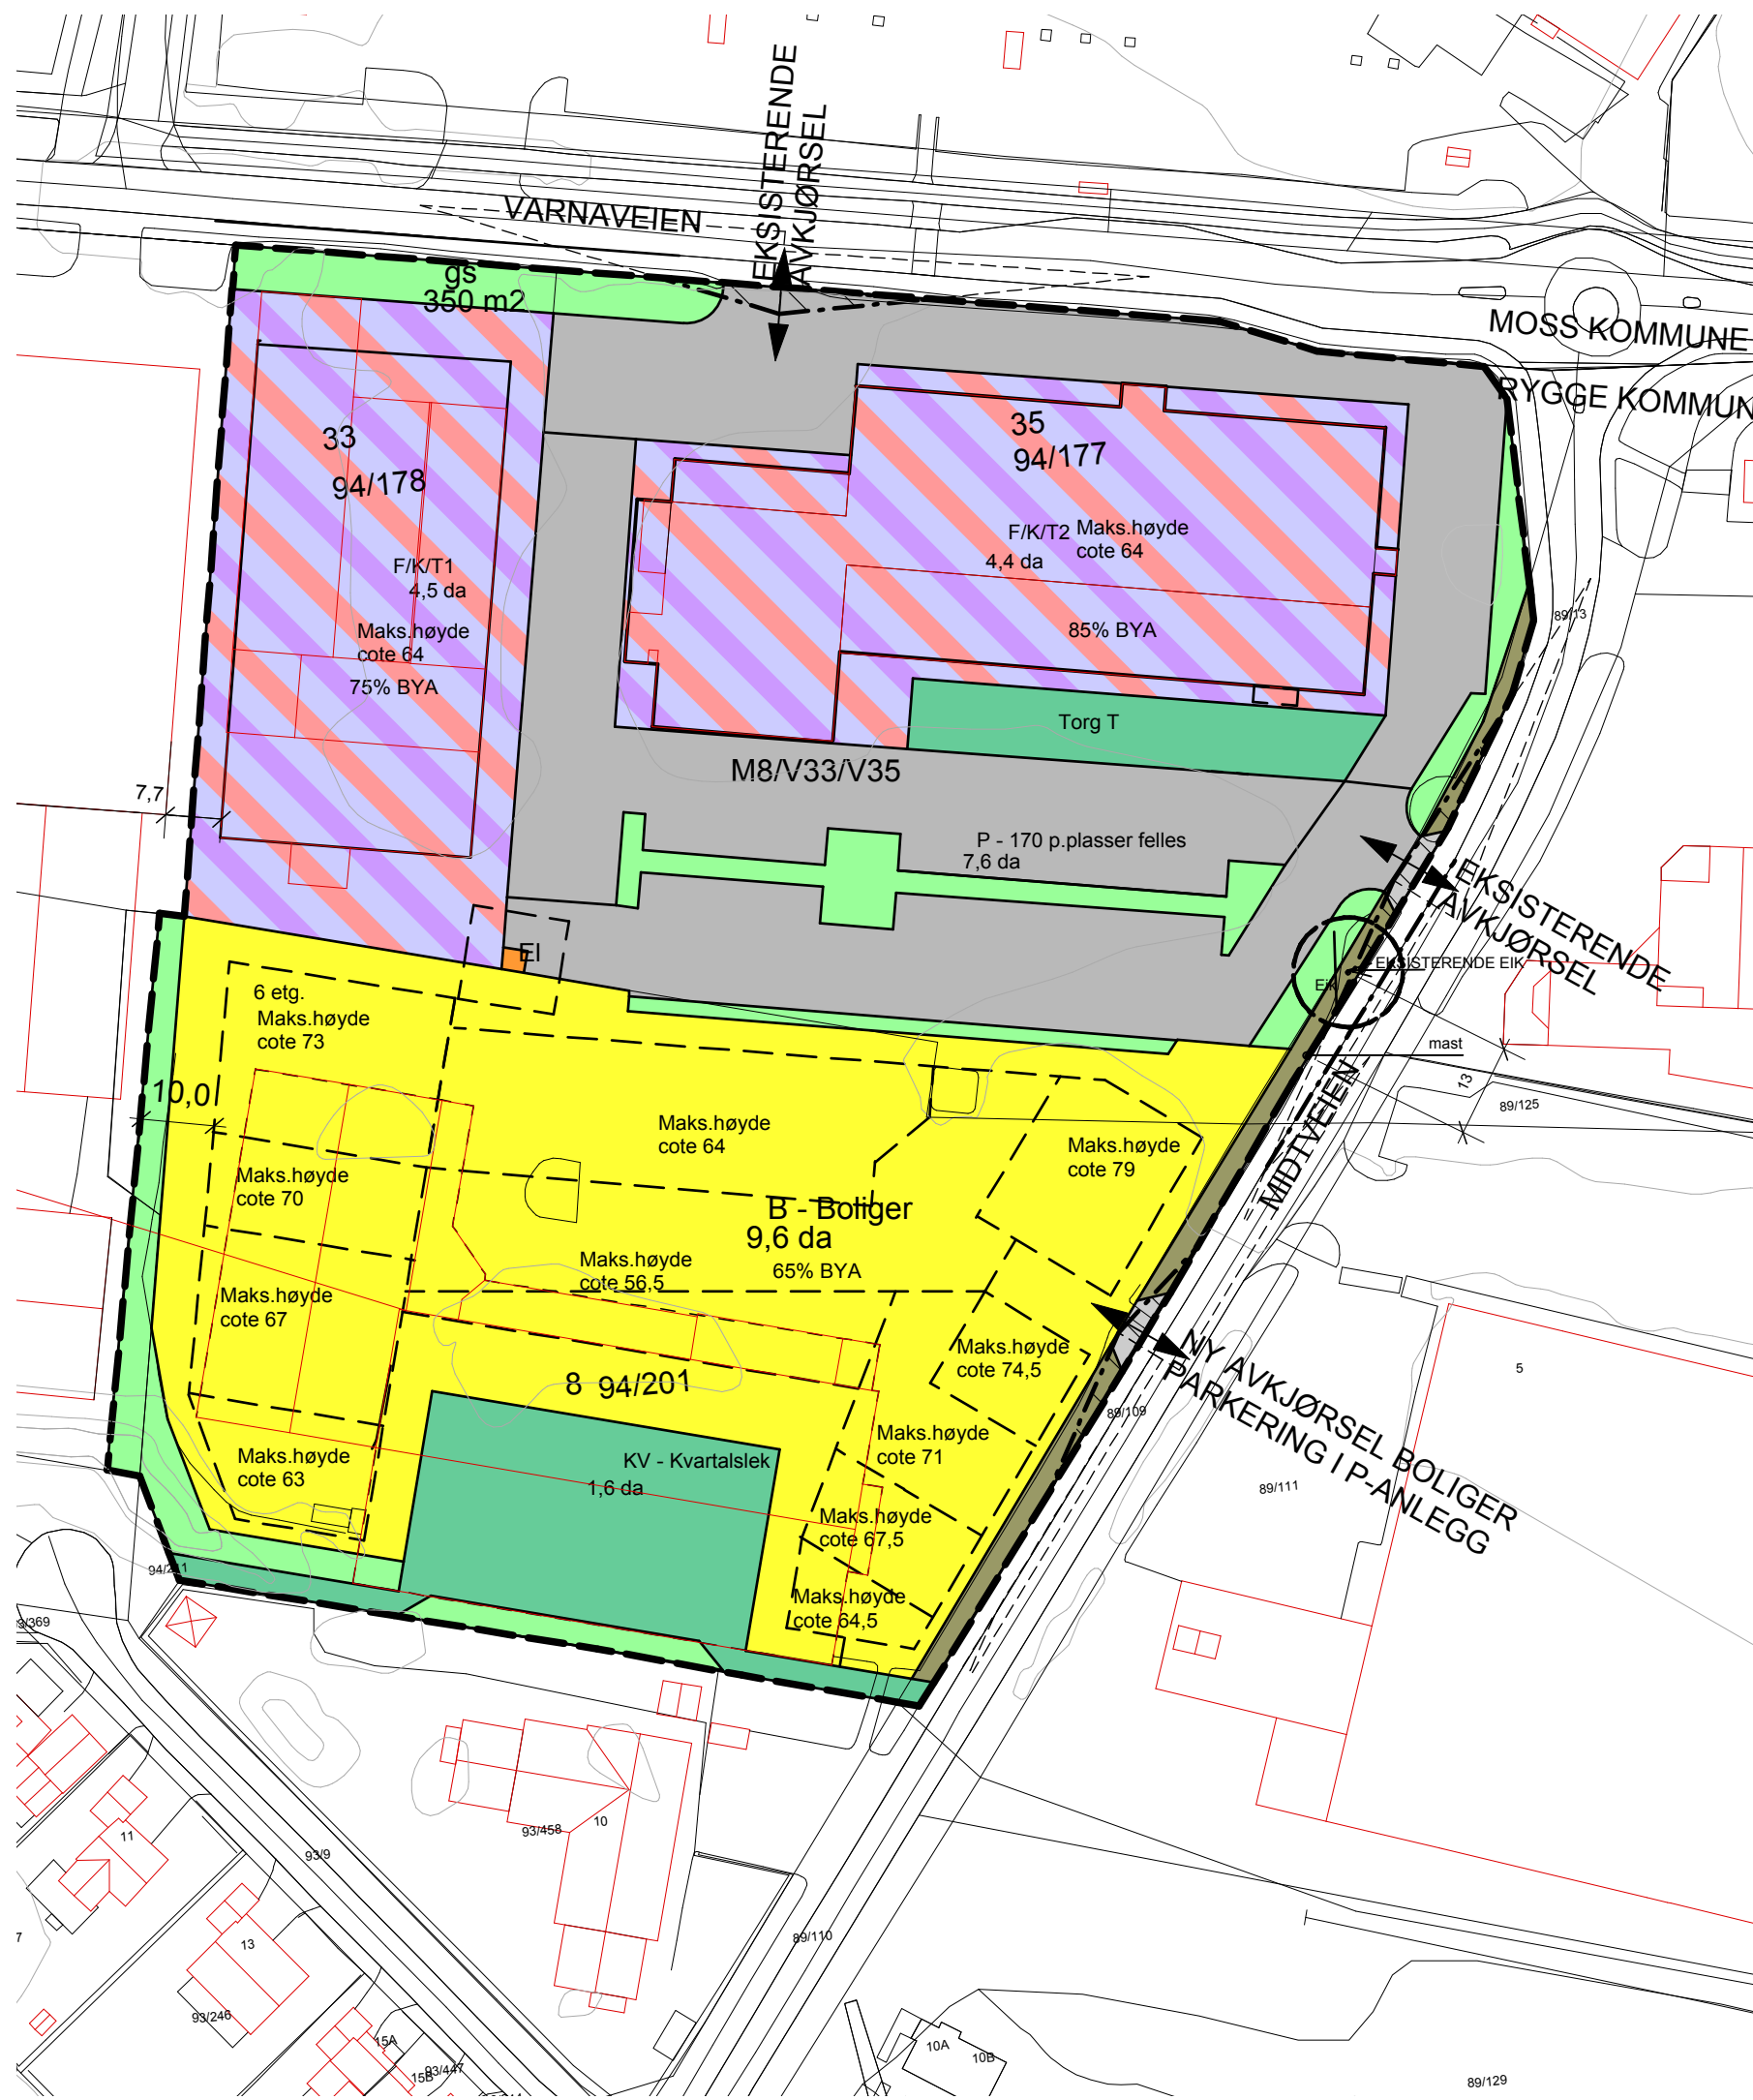 EKSISTERENDE
AVKJØRSEL
VARNAVEIEN
gs
350 m2
MOSS KOMMUNE
RYGGE KOMMUN
33
94/178
35
94/177
F/K/T2
4,4 da
Maks.høyde
cote 64
F/K/T1
4,5 da
Maks.høyde
cote 64
75% BYA
85% BYA
89/13
Torg T
M8/V33/V35
7,7
P - 170 p.plasser felles
7,6 da
EKSISTERENDE
AVKJØRSEL
El
EKSISTERENDE EIK
Eik
6 etg.
Maks.høyde
cote 73
mast
13
10,0
89/125
Maks.høyde
cote 64
Maks.høyde
cote 79
MIDTVEIEN
Maks.høyde
cote 70
B - Boliger
9,6 da
65% BYA
Maks.høyde
cote 56,5
Maks.høyde
cote 67
Maks.høyde
cote 74,5
NY AVKJØRSEL BOLIGER
PARKERING I P-ANLEGG
5
8 94/201
89/109
Maks.høyde
cote 71
Maks.høyde
cote 63
KV - Kvartalslek
1,6 da
89/111
Maks.høyde
cote 67,5
94/211
Maks.høyde
cote 64,5
3/369
11
93/458
10
93/9
13
7
89/110
93/246
15A
15B
93/447
10A
10B
89/129